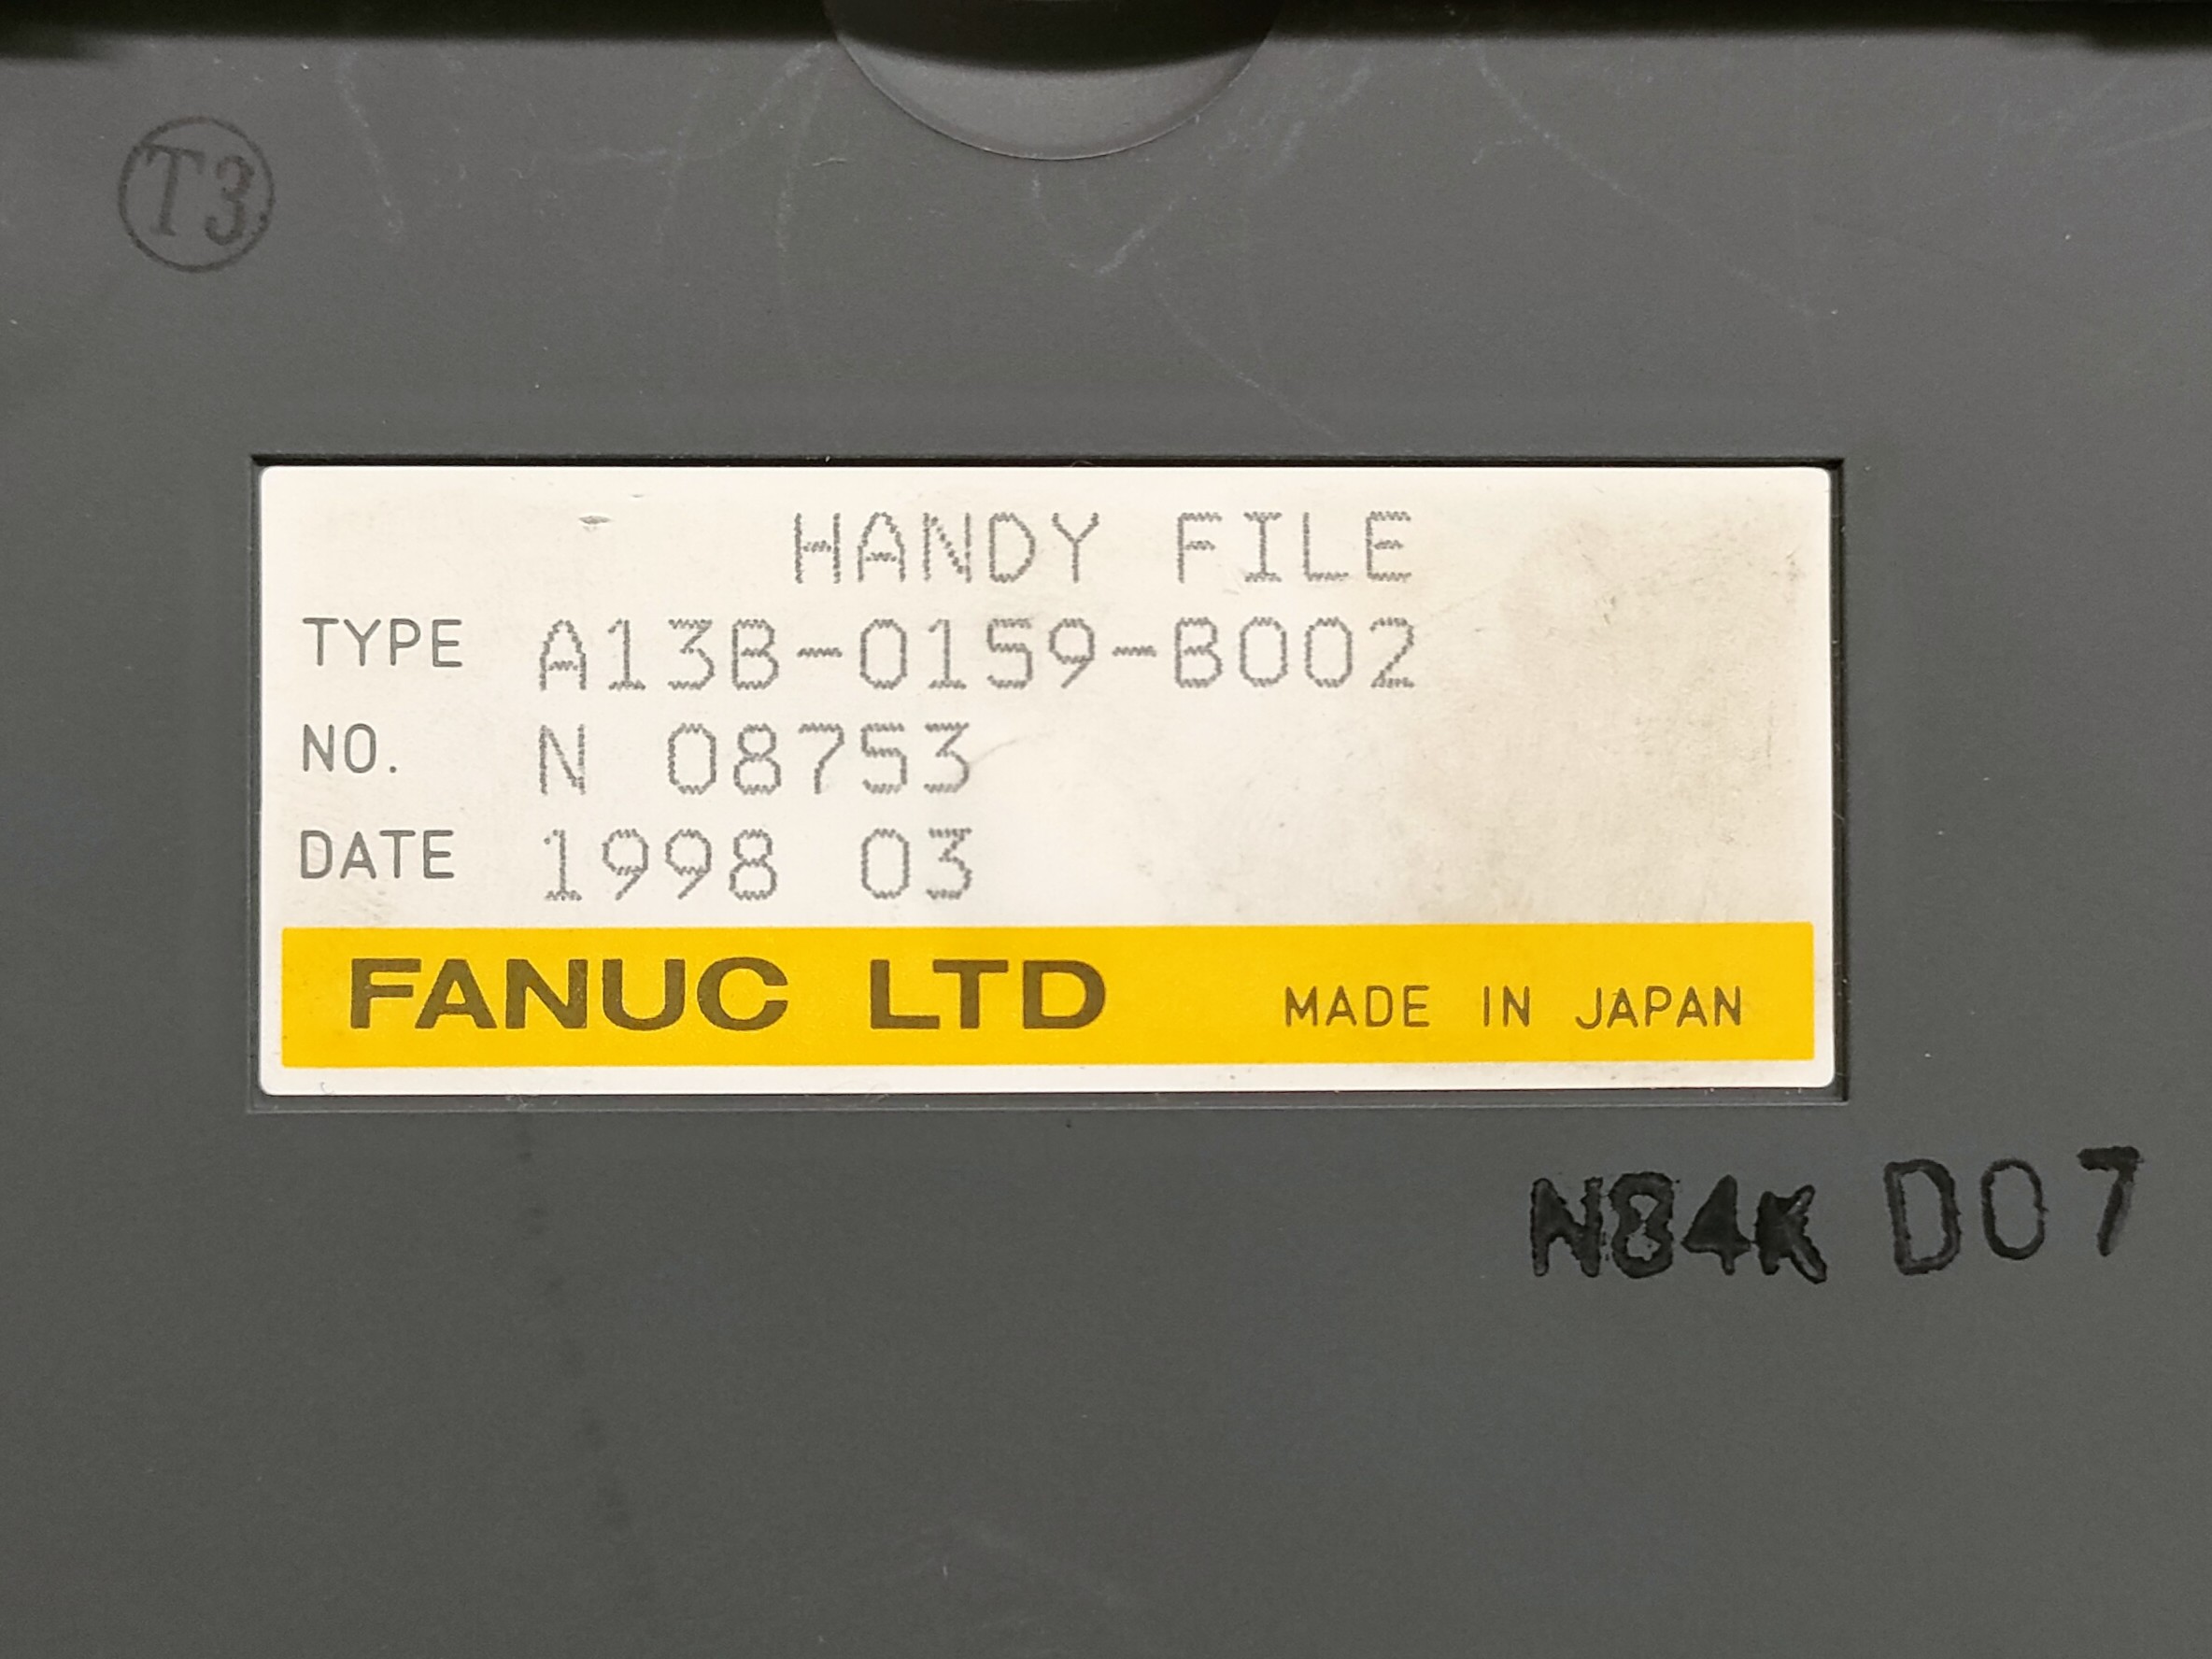 T3
HANDY FILE
TYPE A13B-0159-B002
NO. N 08753
DATE 1998 03
FANUC LTD MADE IN JAPAN
N84K D07